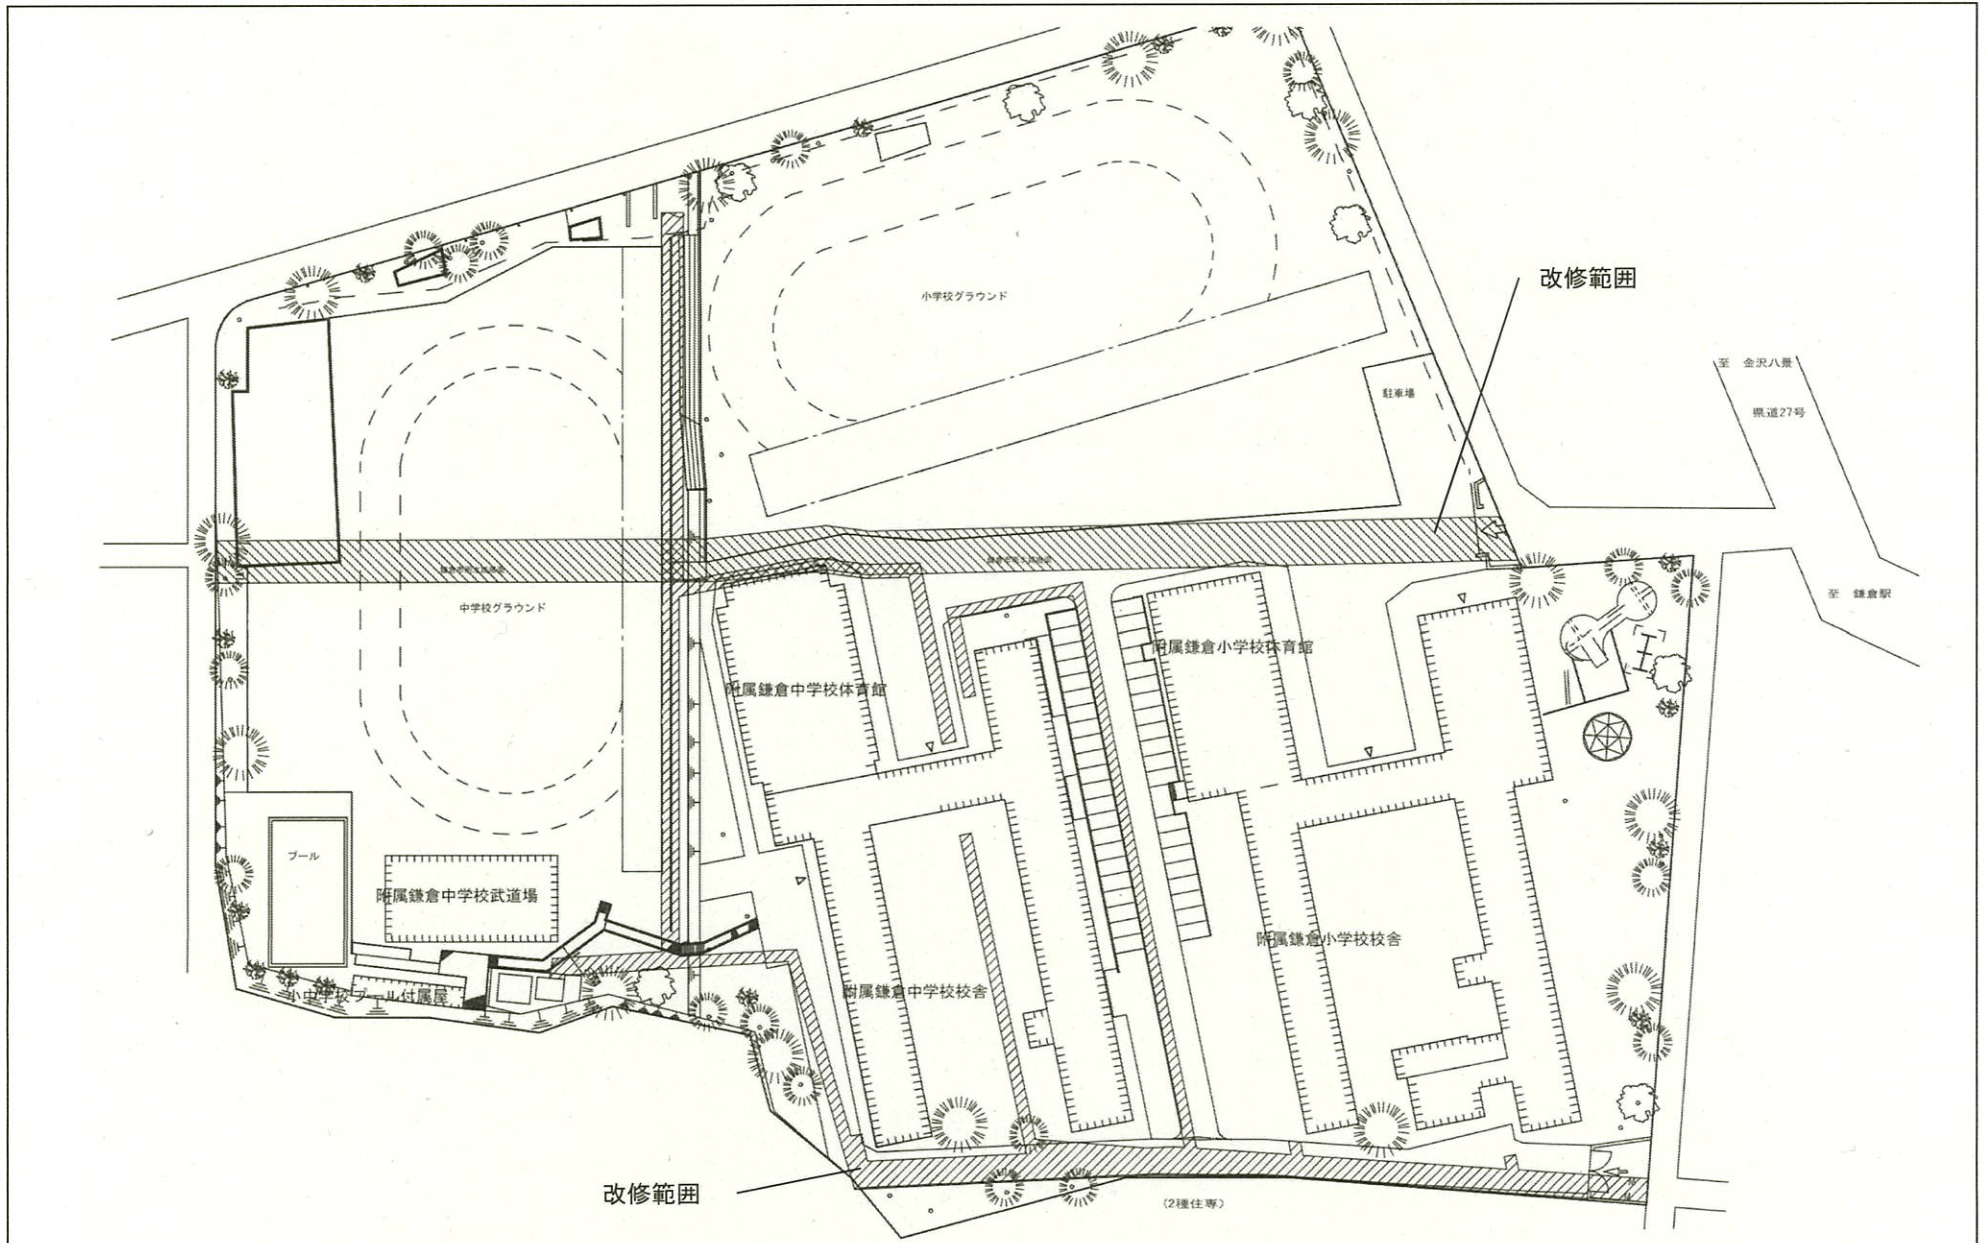 改修範囲
小学校グラウンド
至 金沢八景
県道27号
駐車場
至 鎌倉駅
中学校グラウンド
附属鎌倉小学校体育館
附属鎌倉中学校体育館
プール
附属鎌倉中学校武道場
附属鎌倉小学校校舎
附属鎌倉中学校校舎
小中学校プール付属屋
改修範囲
(2種住専)